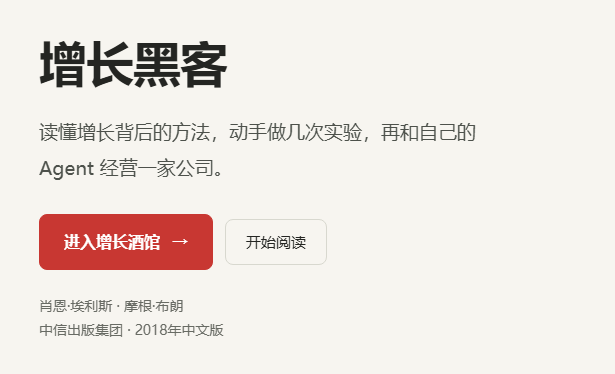 增长黑客
读懂增长背后的方法，动手做几次实验，再和自己的
Agent 经营一家公司。
进入增长酒馆 →
开始阅读
肖恩·埃利斯 · 摩根·布朗
中信出版集团 · 2018年中文版